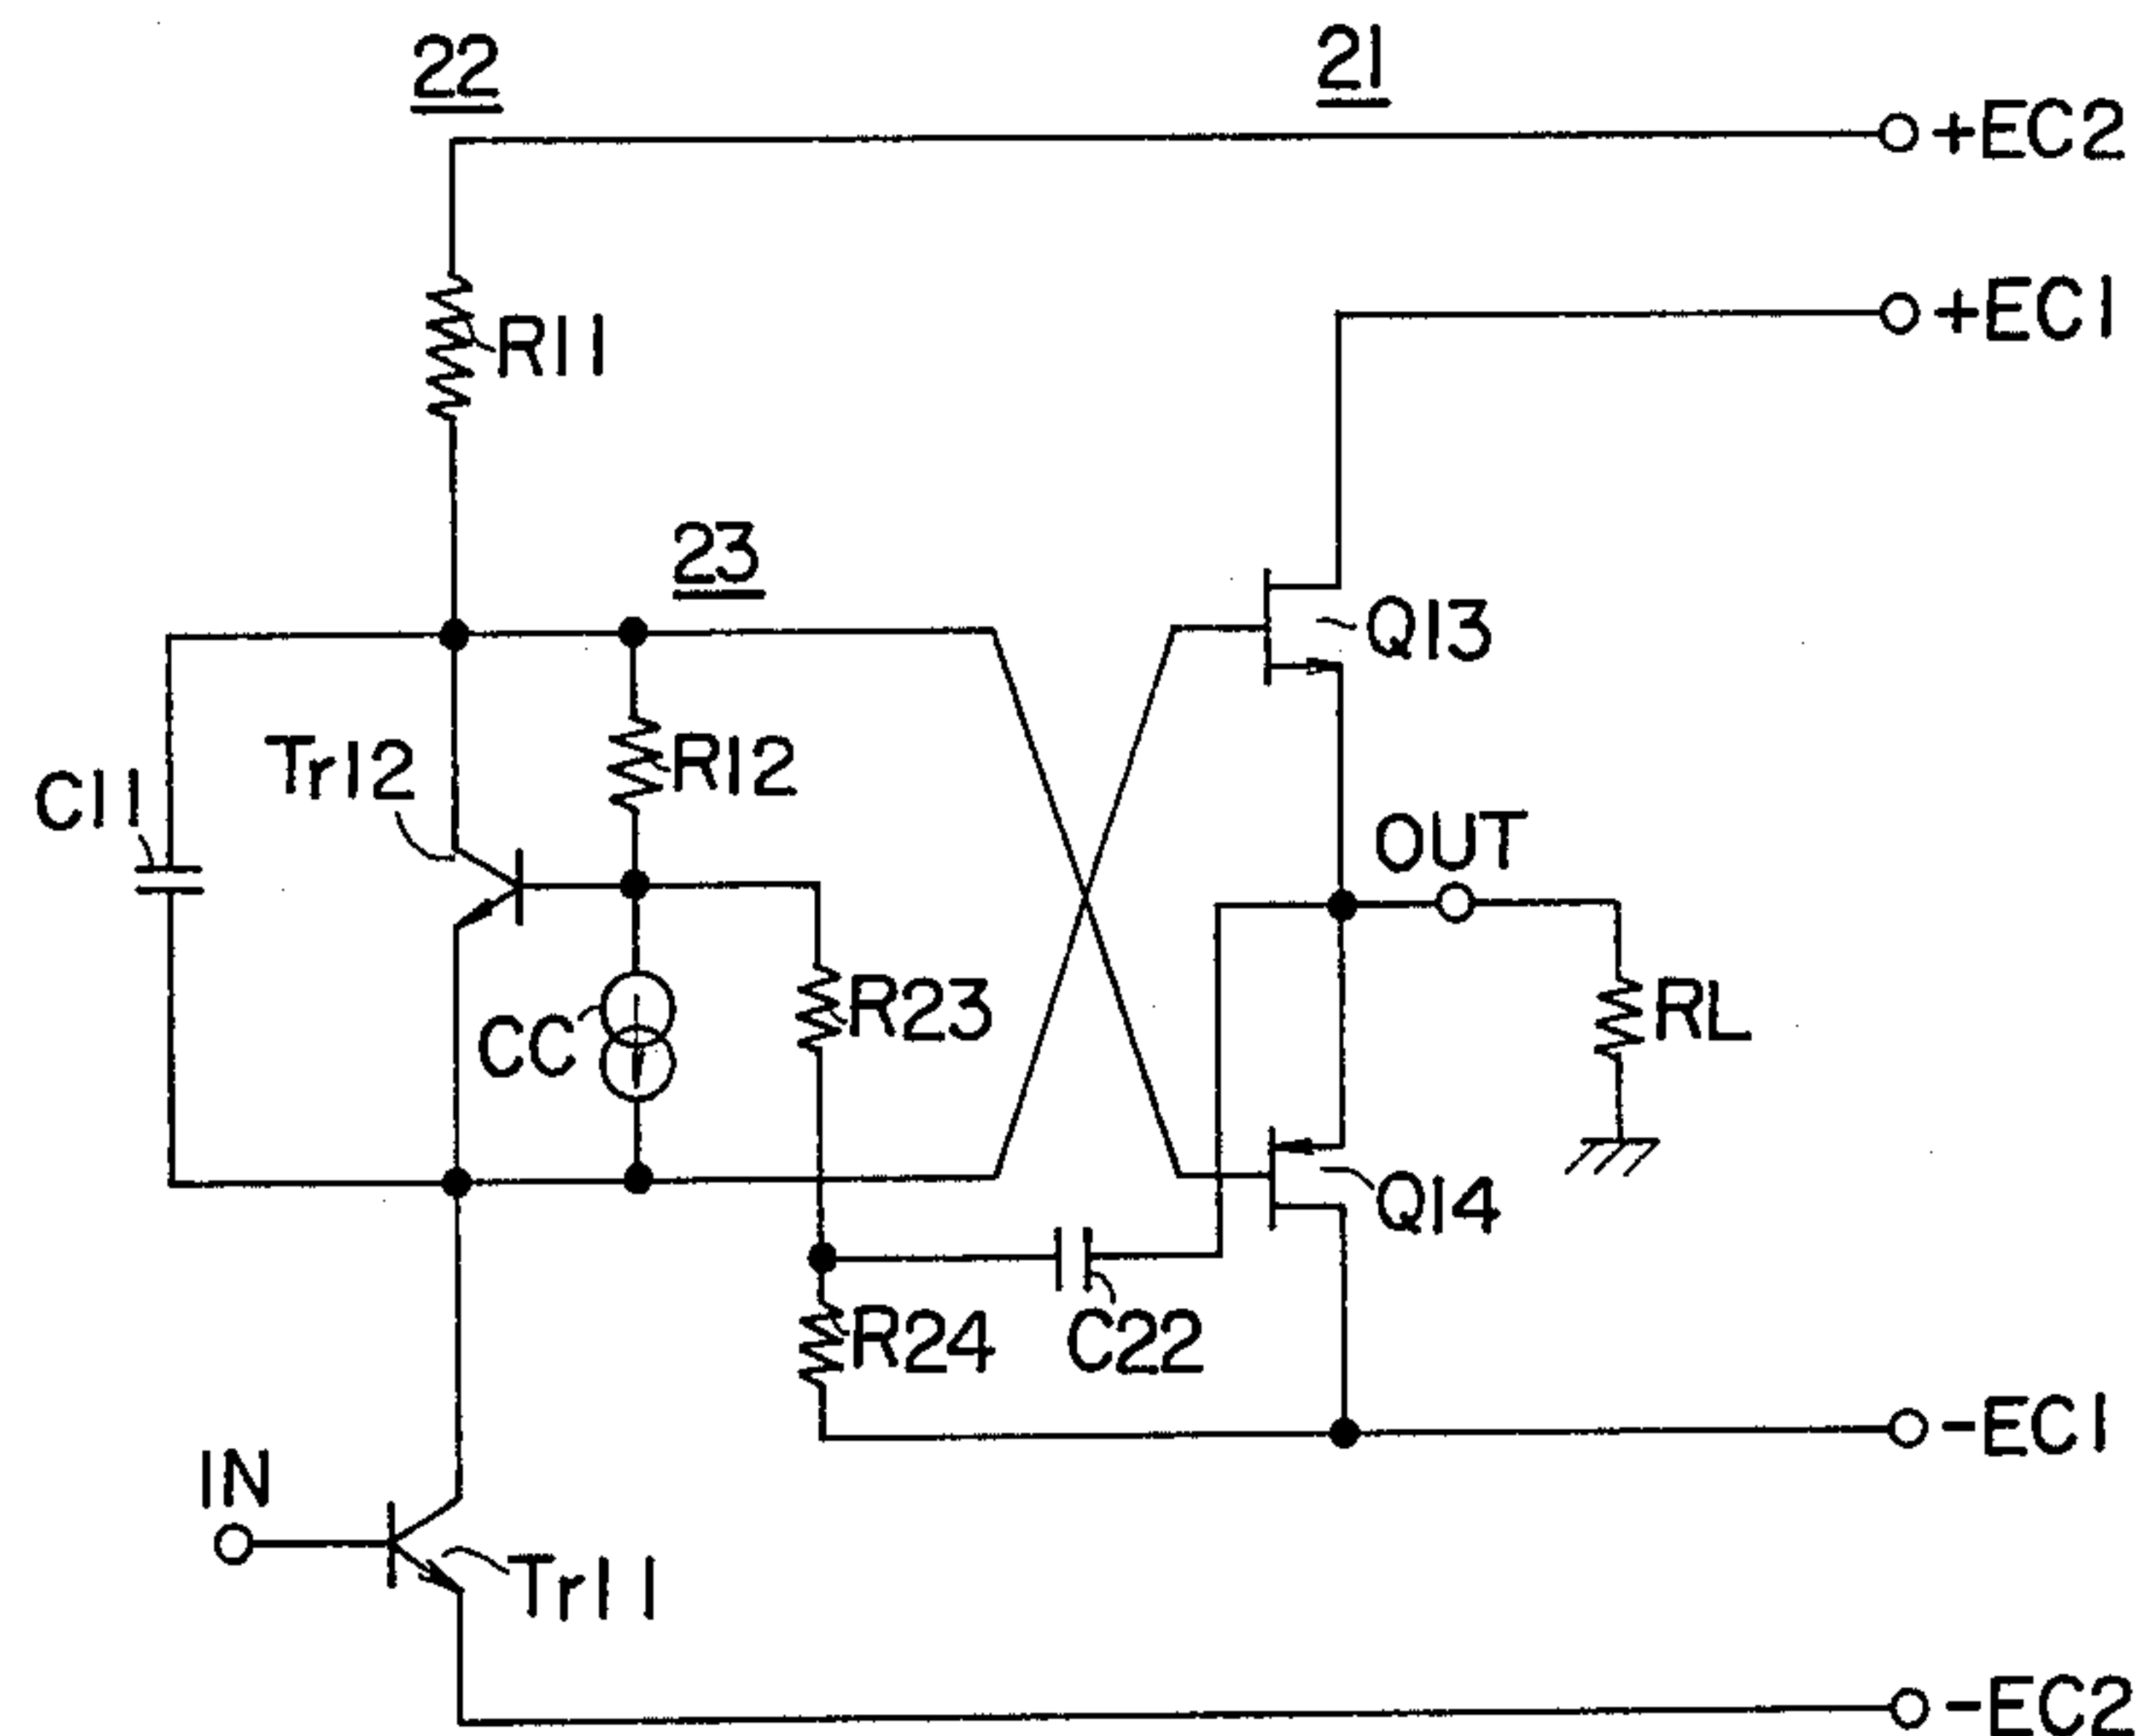 22
21
+EC2
+EC1
R11
23
Q13
Tr12
R12
C11
OUT
R23
RL
CC
Q14
R24
C22
-EC1
IN
Tr11
-EC2